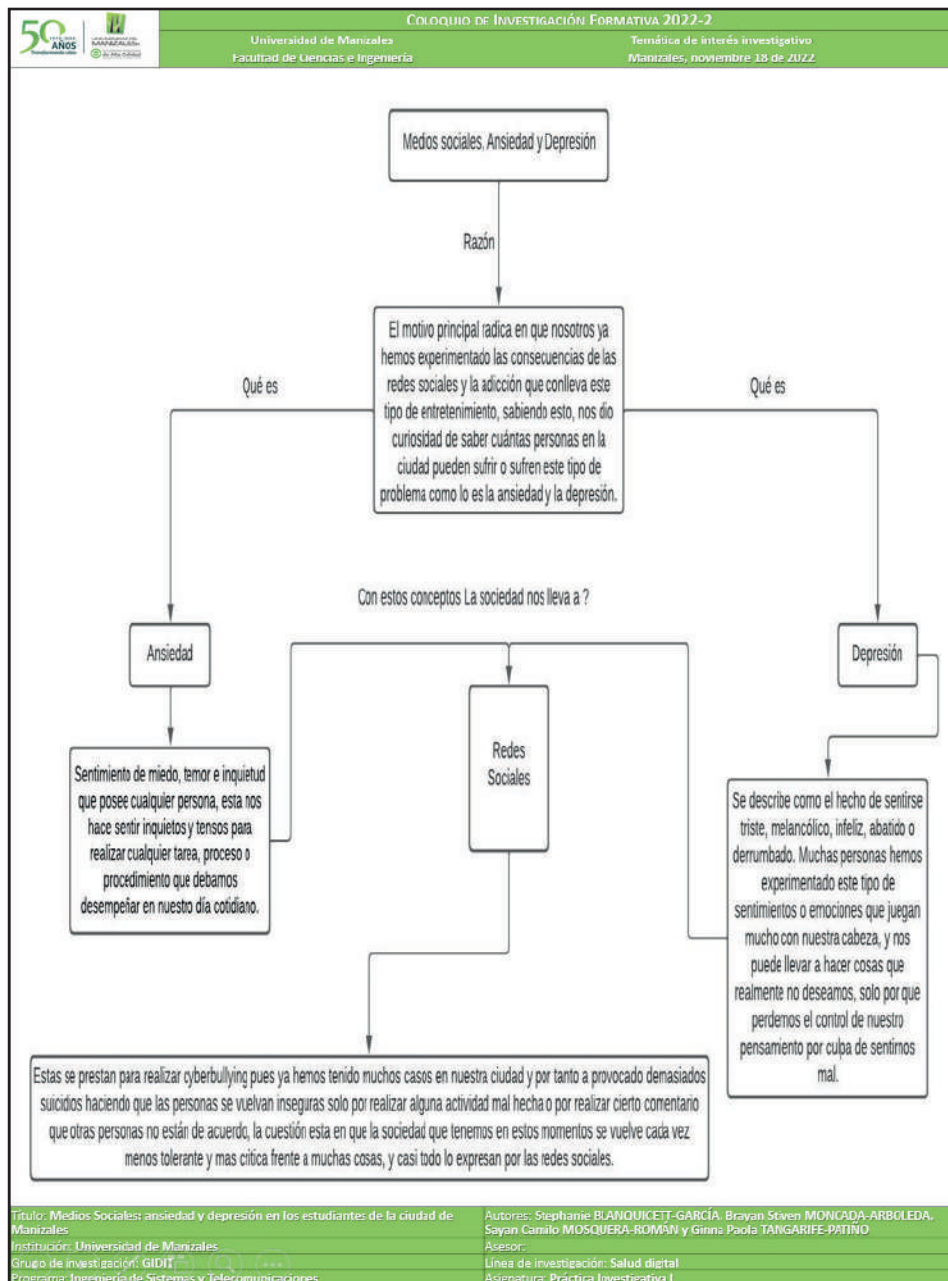 50 AÑOS
MANIZALES
COLOQUIO DE INVESTIGACIÓN FORMATIVA 2022-2
Universidad de Manizales
Facultad de Ciencias e Ingeniería
Temática de interés investigativo
Manizales, noviembre 18 de 2022
Medios sociales, Ansiedad y Depresión
Razón
El motivo principal radica en que nosotros ya
hemos experimentado las consecuencias de las
redes sociales y la adicción que conlleva este
tipo de entretenimiento, sabiendo esto, nos dio
curiosidad de saber cuántas personas en la
ciudad pueden sufrir o sufren este tipo de
problema como lo es la ansiedad y la depresión.
Qué es
Qué es
Con estos conceptos La sociedad nos lleva a ?
Ansiedad
Sentimiento de miedo, temor e inquietud
que posee cualquier persona, esta nos
hace sentir inquietos y tensos para
realizar cualquier tarea, proceso o
procedimiento que debamos
desempeñar en nuestro día cotidiano.
Redes
Sociales
Depresión
Se describe como el hecho de sentirse
triste, melancólico, infeliz, abatido o
derrumbado. Muchas personas hemos
experimentado este tipo de
sentimientos o emociones que juegan
mucho con nuestra cabeza, y nos
puede llevar a hacer cosas que
realmente no deseamos, solo por que
perdemos el control de nuestro
pensamiento por culpa de sentirnos
mal.
Estas se prestan para realizar cyberbullying pues ya hemos tenido muchos casos en nuestra ciudad y por tanto a provocado demasiados
suicidios haciendo que las personas se vuelvan inseguras solo por realizar alguna actividad mal hecha o por realizar cierto comentario
que otras personas no están de acuerdo, la cuestión esta en que la sociedad que tenemos en estos momentos se vuelve cada vez
menos tolerante y mas critica frente a muchas cosas, y casi todo lo expresan por las redes sociales.
Título: Medios Sociales: ansiedad y depresión en los estudiantes de la ciudad de
Manizales
Institución: Universidad de Manizales
Grupo de investigación: GIDIT
Programa: Ingeniería de Sistemas y Telecomunicaciones
Autores: Stephanie BLANQUICETT-GARCÍA, Brayan Stiven MONCADA-ARBOLEDA,
Sayan Camilo MOSQUERA-ROMÁN y Ginna Paola TANGARIFE-PATIÑO
Asesor:
Línea de investigación: Salud digital
Asignatura: Práctica Investigativa I